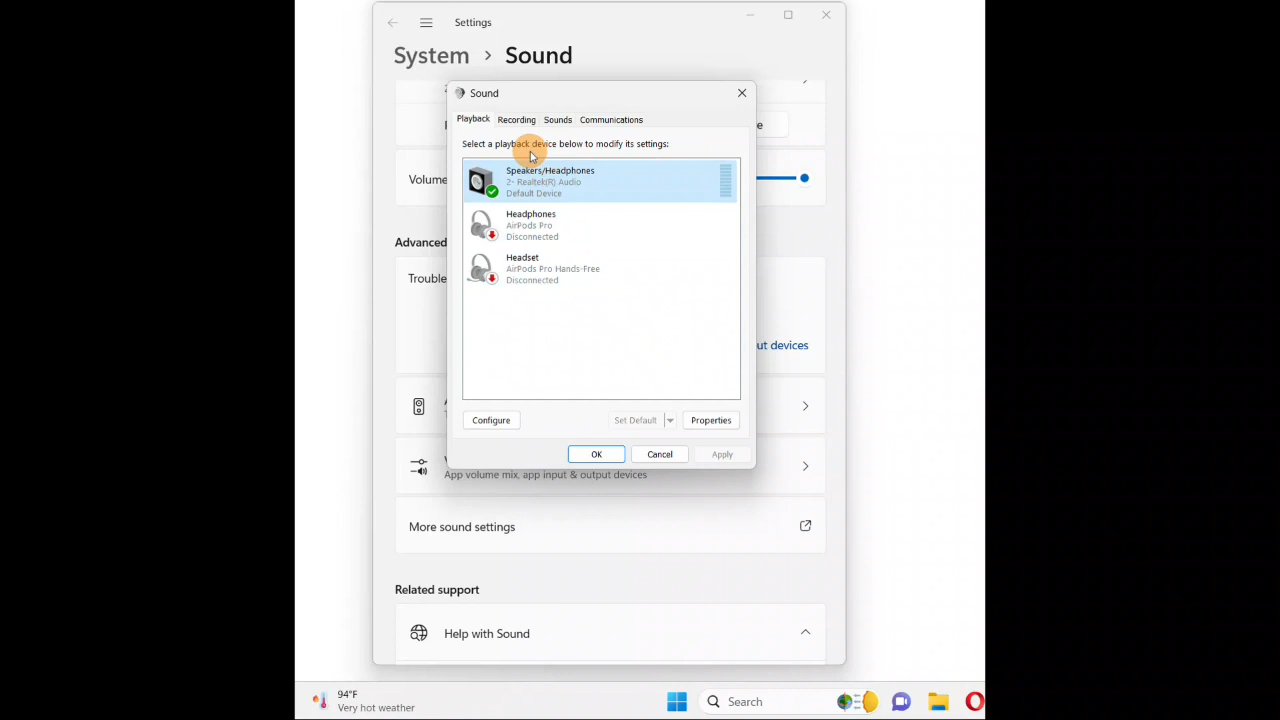 Settings
System > Sound
Sound
Playback Recording Sounds Communications
Select a playback device below to modify its settings:
Speakers/Headphones
2- Realtek(R) Audio
Default Device
Headphones
AirPods Pro
Disconnected
Headset
AirPods Pro Hands-Free
Disconnected
Configure Set Default Properties
OK Cancel Apply
Volume
Advanced
Trouble
ut devices
App volume mix, app input & output devices
More sound settings
Related support
Help with Sound
94°F
Very hot weather
Search